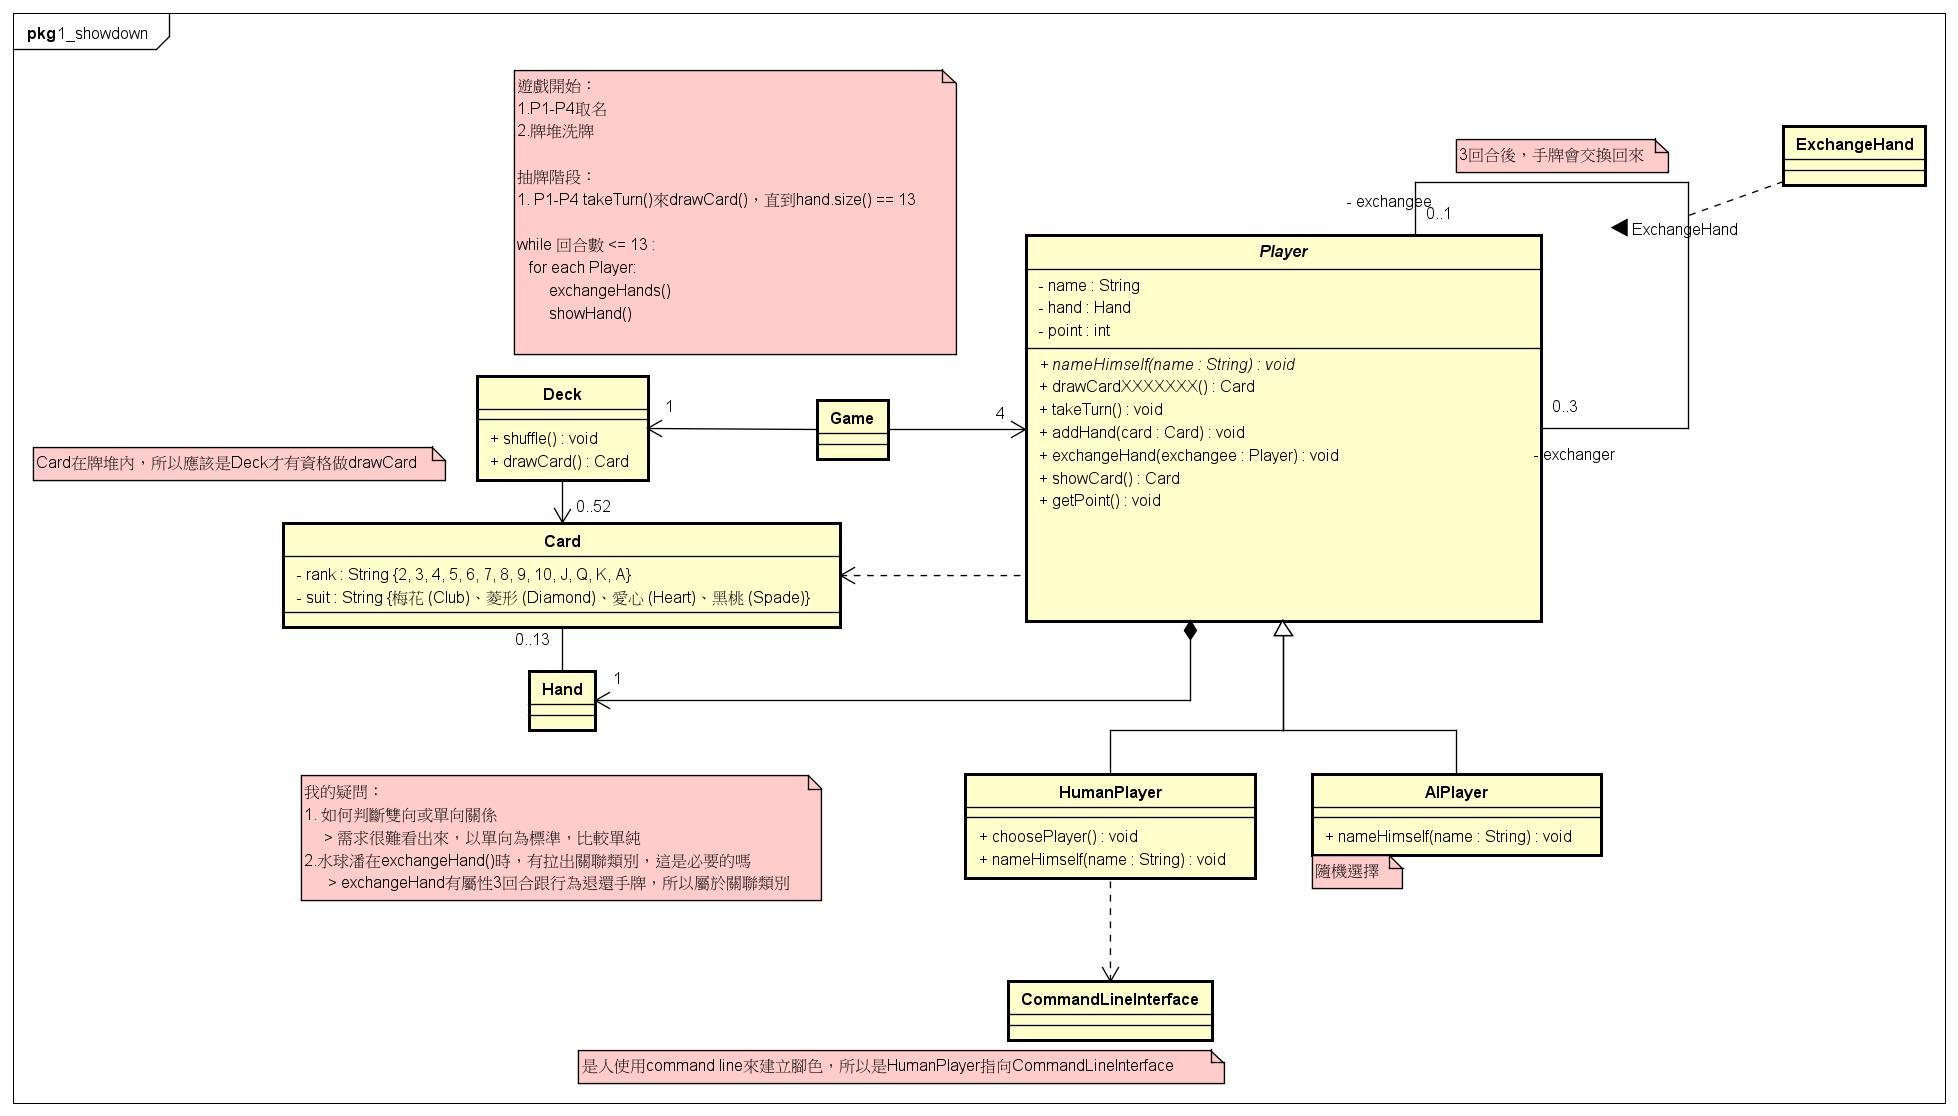 pkg 1_showdown
遊戲開始：
1.P1-P4取名
2.牌堆洗牌
抽牌階段：
1. P1-P4 takeTurn()來drawCard()，直到hand.size() == 13
while 回合數 <= 13 :
for each Player:
exchangeHands()
showHand()
3回合後，手牌會交換回來
ExchangeHand
- exchangee
0..1
ExchangeHand
Player
- name : String
- hand : Hand
- point : int
+ nameHimself(name : String) : void
+ drawCardXXXXXXX() : Card
+ takeTurn() : void
+ addHand(card : Card) : void
+ exchangeHand(exchangee : Player) : void
+ showCard() : Card
+ getPoint() : void
0..3
- exchanger
Deck
+ shuffle() : void
+ drawCard() : Card
1
Game
4
Card在牌堆內，所以應該是Deck才有資格做drawCard
0..52
Card
- rank : String {2, 3, 4, 5, 6, 7, 8, 9, 10, J, Q, K, A}
- suit : String {梅花 (Club)、菱形 (Diamond)、愛心 (Heart)、黑桃 (Spade)}
0..13
Hand
1
我的疑問：
1. 如何判斷雙向或單向關係
> 需求很難看出來，以單向為標準，比較單純
2.水球潘在exchangeHand()時，有拉出關聯類別，這是必要的嗎
> exchangeHand有屬性3回合跟行為退還手牌，所以屬於關聯類別
HumanPlayer
+ choosePlayer() : void
+ nameHimself(name : String) : void
AIPlayer
+ nameHimself(name : String) : void
隨機選擇
CommandLineInterface
是人使用command line來建立腳色，所以是HumanPlayer指向CommandLineInterface